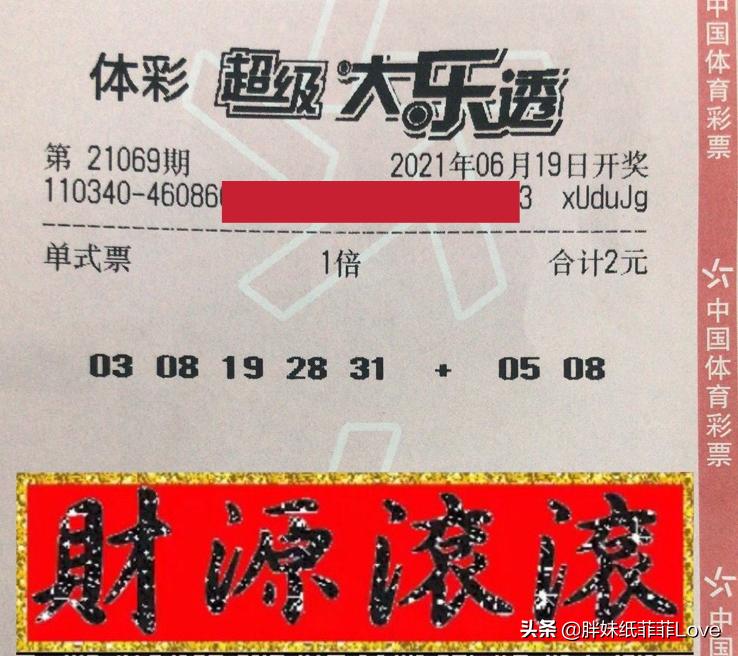 体彩 超级大乐透
第 21069期 2021年06月19日开奖
110340-46086 3 xUduJg
单式票 1倍 合计2元
03 08 19 28 31 + 05 08
財源滾滾
头条 @胖妹纸菲菲Love
中国体育彩票
中国体育彩票
中国